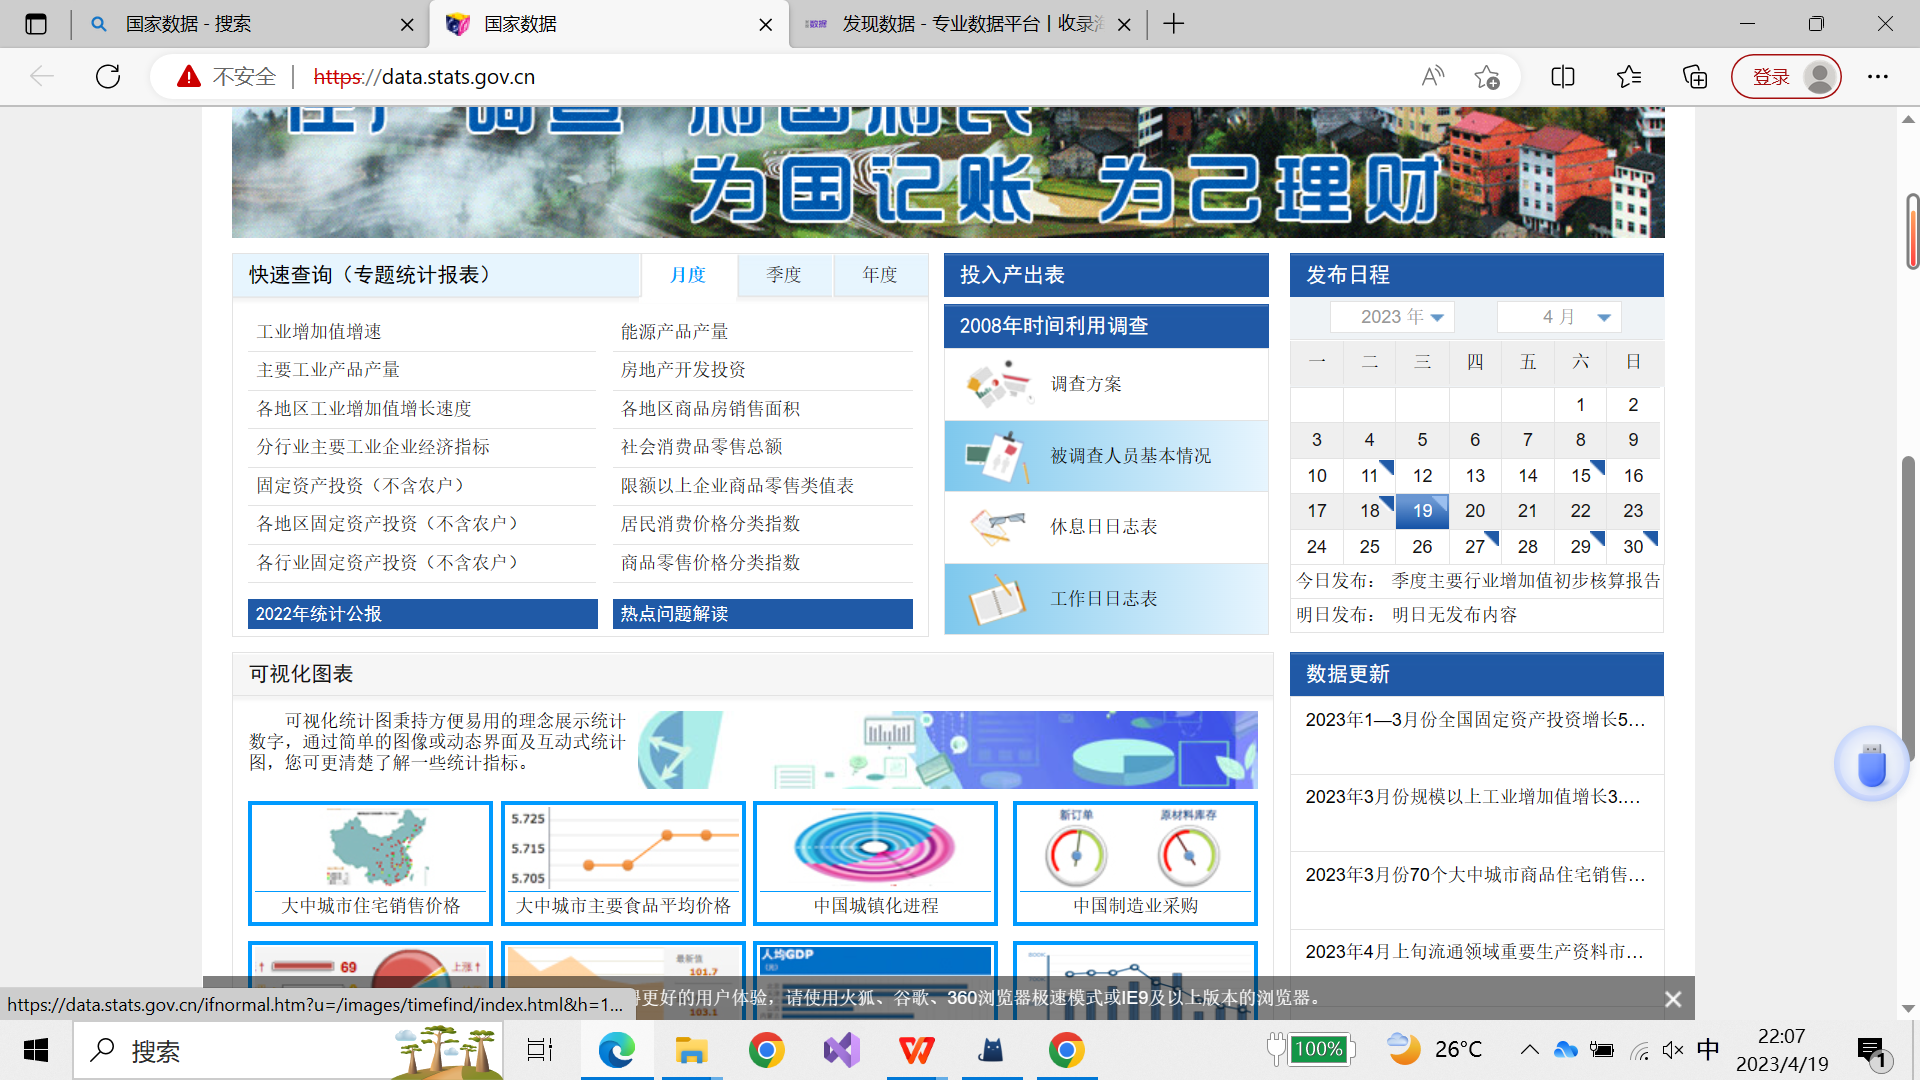 国家数据 - 搜索
国家数据
发现数据 - 专业数据平台丨收录海
不安全
https://data.stats.gov.cn
登录
为国记账 为己理财
快速查询（专题统计报表）
月度
季度
年度
工业增加值增速
能源产品产量
主要工业产品产量
房地产开发投资
各地区工业增加值增长速度
各地区商品房销售面积
分行业主要工业企业经济指标
社会消费品零售总额
固定资产投资（不含农户）
限额以上企业商品零售类值表
各地区固定资产投资（不含农户）
居民消费价格分类指数
各行业固定资产投资（不含农户）
商品零售价格分类指数
2022年统计公报
热点问题解读
投入产出表
2008年时间利用调查
调查方案
被调查人员基本情况
休息日日志表
工作日日志表
发布日程
2023 年
4 月
一 二 三 四 五 六 日
1 2
3 4 5 6 7 8 9
10 11 12 13 14 15 16
17 18 19 20 21 22 23
24 25 26 27 28 29 30
今日发布： 季度主要行业增加值初步核算报告
明日发布： 明日无发布内容
可视化图表
可视化统计图秉持方便易用的理念展示统计
数字，通过简单的图像或动态界面及互动式统计
图，您可更清楚了解一些统计指标。
5.725
5.715
5.705
新订单
原材料库存
大中城市住宅销售价格
大中城市主要食品平均价格
中国城镇化进程
中国制造业采购
69
上涨
最新值
101.7
103.1
人均GDP
数据更新
2023年1—3月份全国固定资产投资增长5...
2023年3月份规模以上工业增加值增长3....
2023年3月份70个大中城市商品住宅销售...
2023年4月上旬流通领域重要生产资料市...
得更好的用户体验，请使用火狐、谷歌、360浏览器极速模式或IE9及以上版本的浏览器。
https://data.stats.gov.cn/ifnormal.htm?u=/images/timefind/index.html&h=1...
搜索
100%
26°C
中
22:07
2023/4/19
1